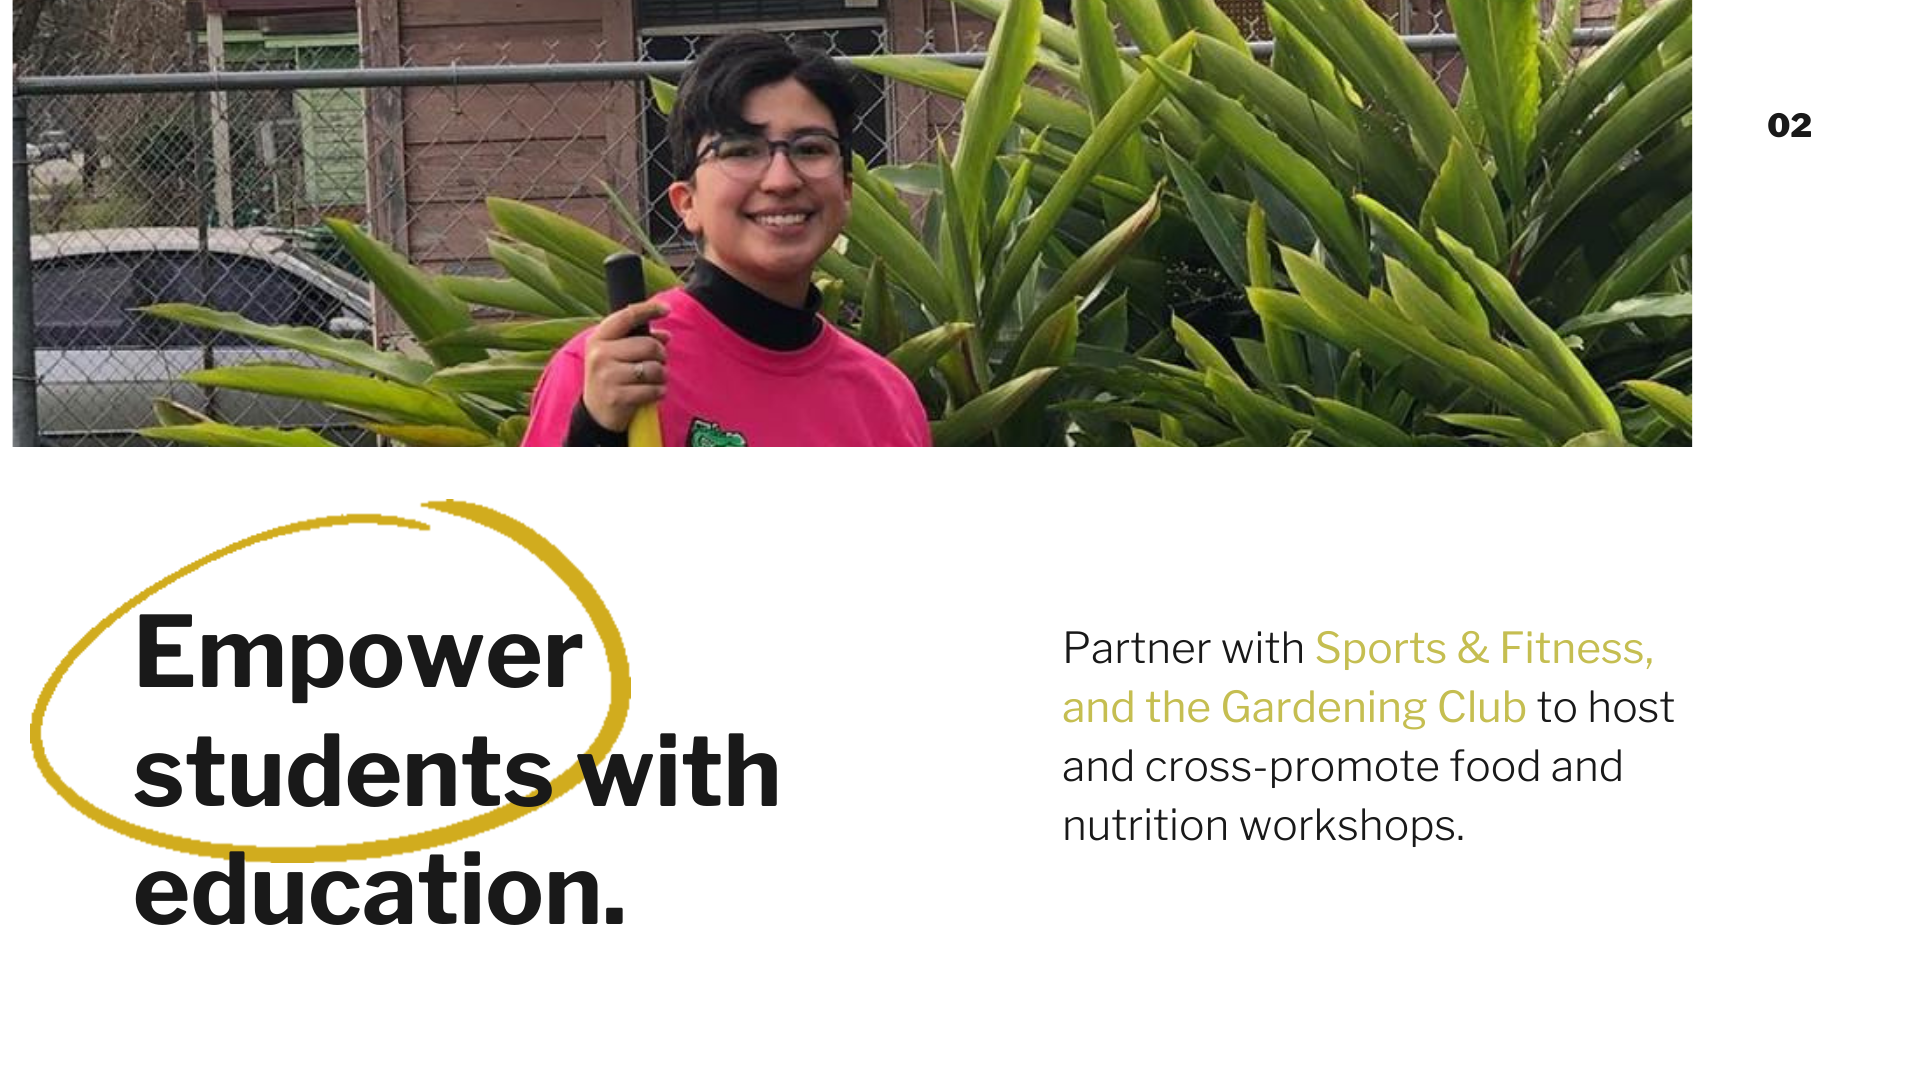 02
Empower
students with
education.
Partner with Sports & Fitness,
and the Gardening Club to host
and cross-promote food and
nutrition workshops.